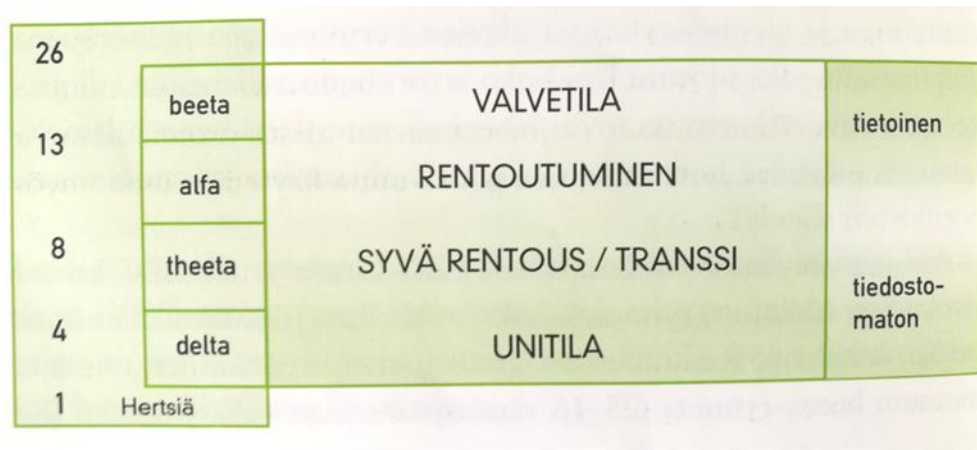 26
beeta VALVETILA tietoinen
13
alfa RENTOUTUMINEN
8
theeta SYVÄ RENTOUS / TRANSSI
tiedosto-
maton
4
delta UNITILA
1 Hertsiä